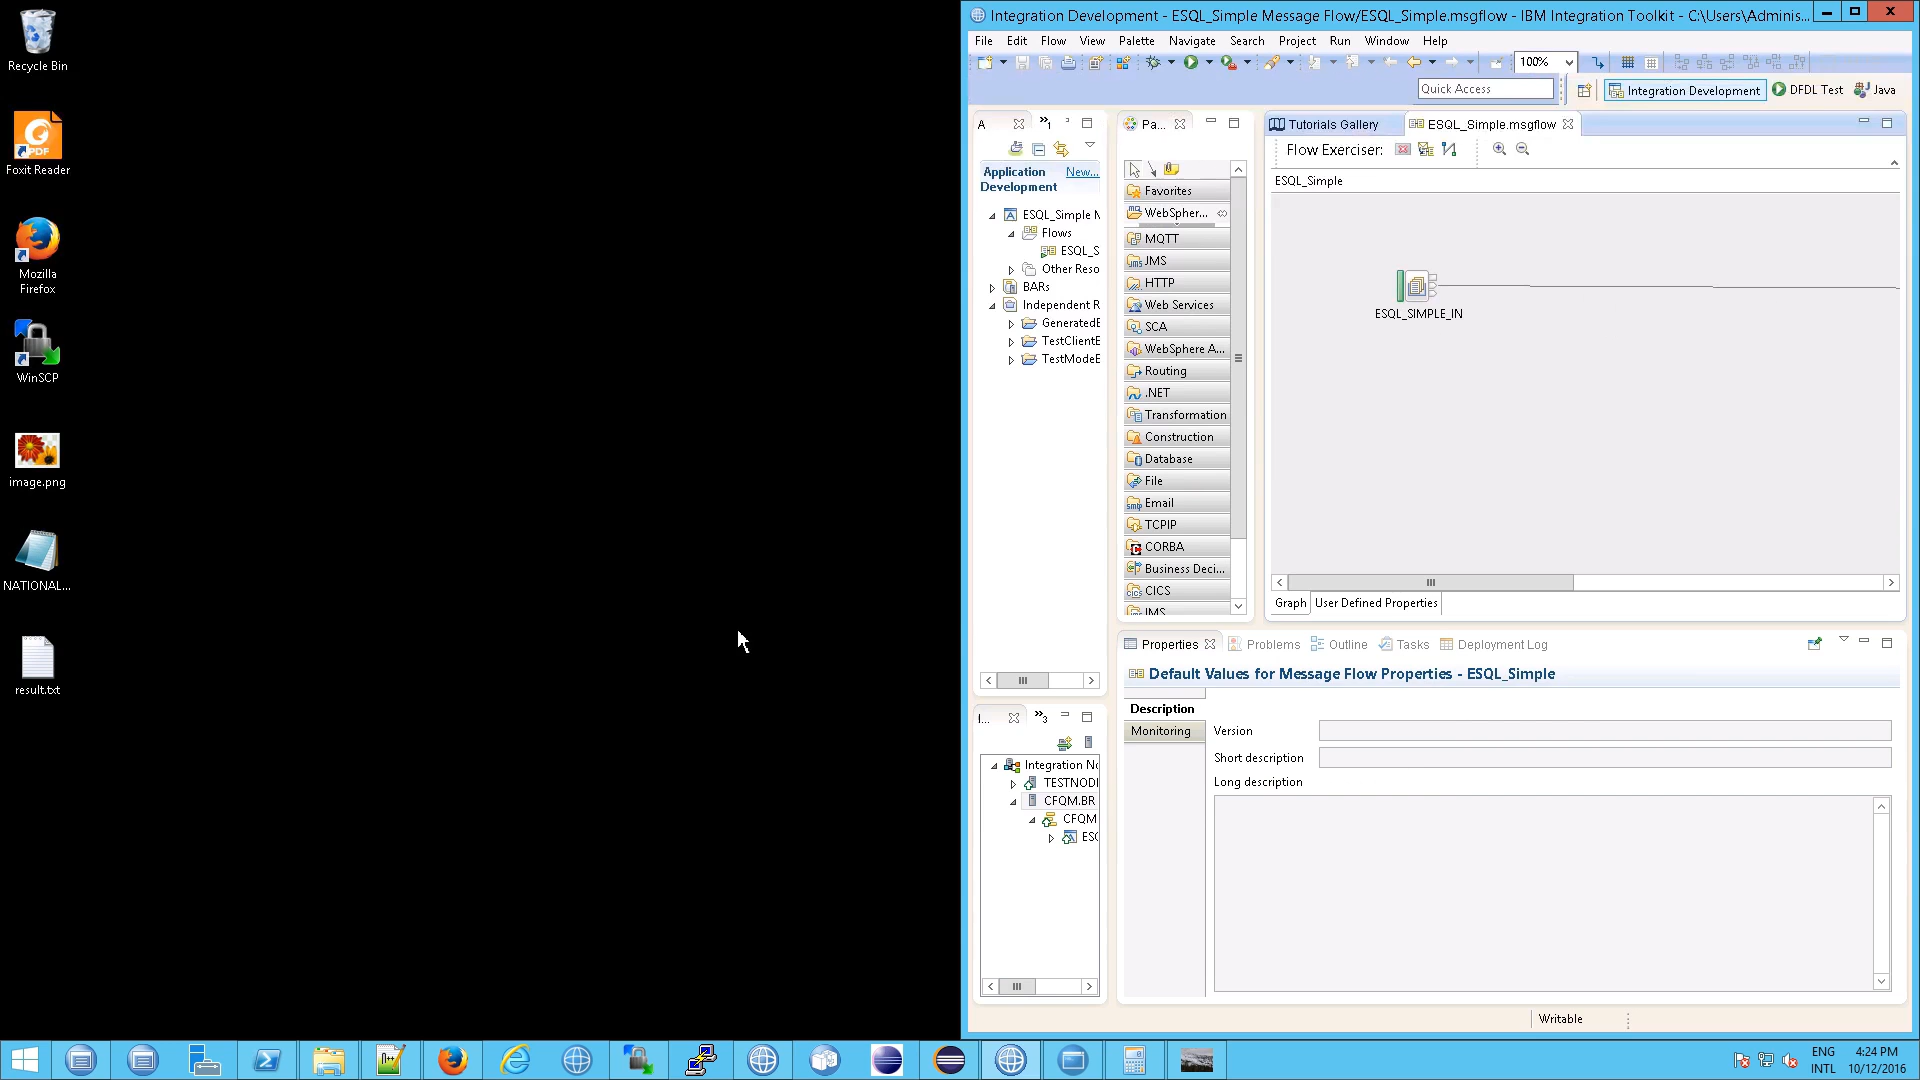 Recycle Bin
Foxit Reader
Mozilla
Firefox
WinSCP
image.png
NATIONAL...
result.txt
Integration Development - ESQL_Simple Message Flow/ESQL_Simple.msgflow - IBM Integration Toolkit - C:\Users\Adminis...
File Edit Flow View Palette Navigate Search Project Run Window Help
100%
Quick Access
Integration Development
DFDL Test
Java
A
»1
Application
Development
New...
ESQL_Simple M
Flows
ESQL_S
Other Reso
BARs
Independent R
GeneratedE
TestClientE
TestModeE
Pa...
Favorites
WebSpher...
MQTT
JMS
HTTP
Web Services
SCA
WebSphere A...
Routing
.NET
Transformation
Construction
Database
File
Email
TCPIP
CORBA
Business Deci...
CICS
IMS
Tutorials Gallery
ESQL_Simple.msgflow
Flow Exerciser:
ESQL_Simple
ESQL_SIMPLE_IN
Graph
User Defined Properties
Properties
Problems
Outline
Tasks
Deployment Log
Default Values for Message Flow Properties - ESQL_Simple
Description
Monitoring
Version
Short description
Long description
I...
»3
Integration No
TESTNODE
CFQM.BR
CFQM
ESQ
Writable
ENG
INTL
4:24 PM
10/12/2016